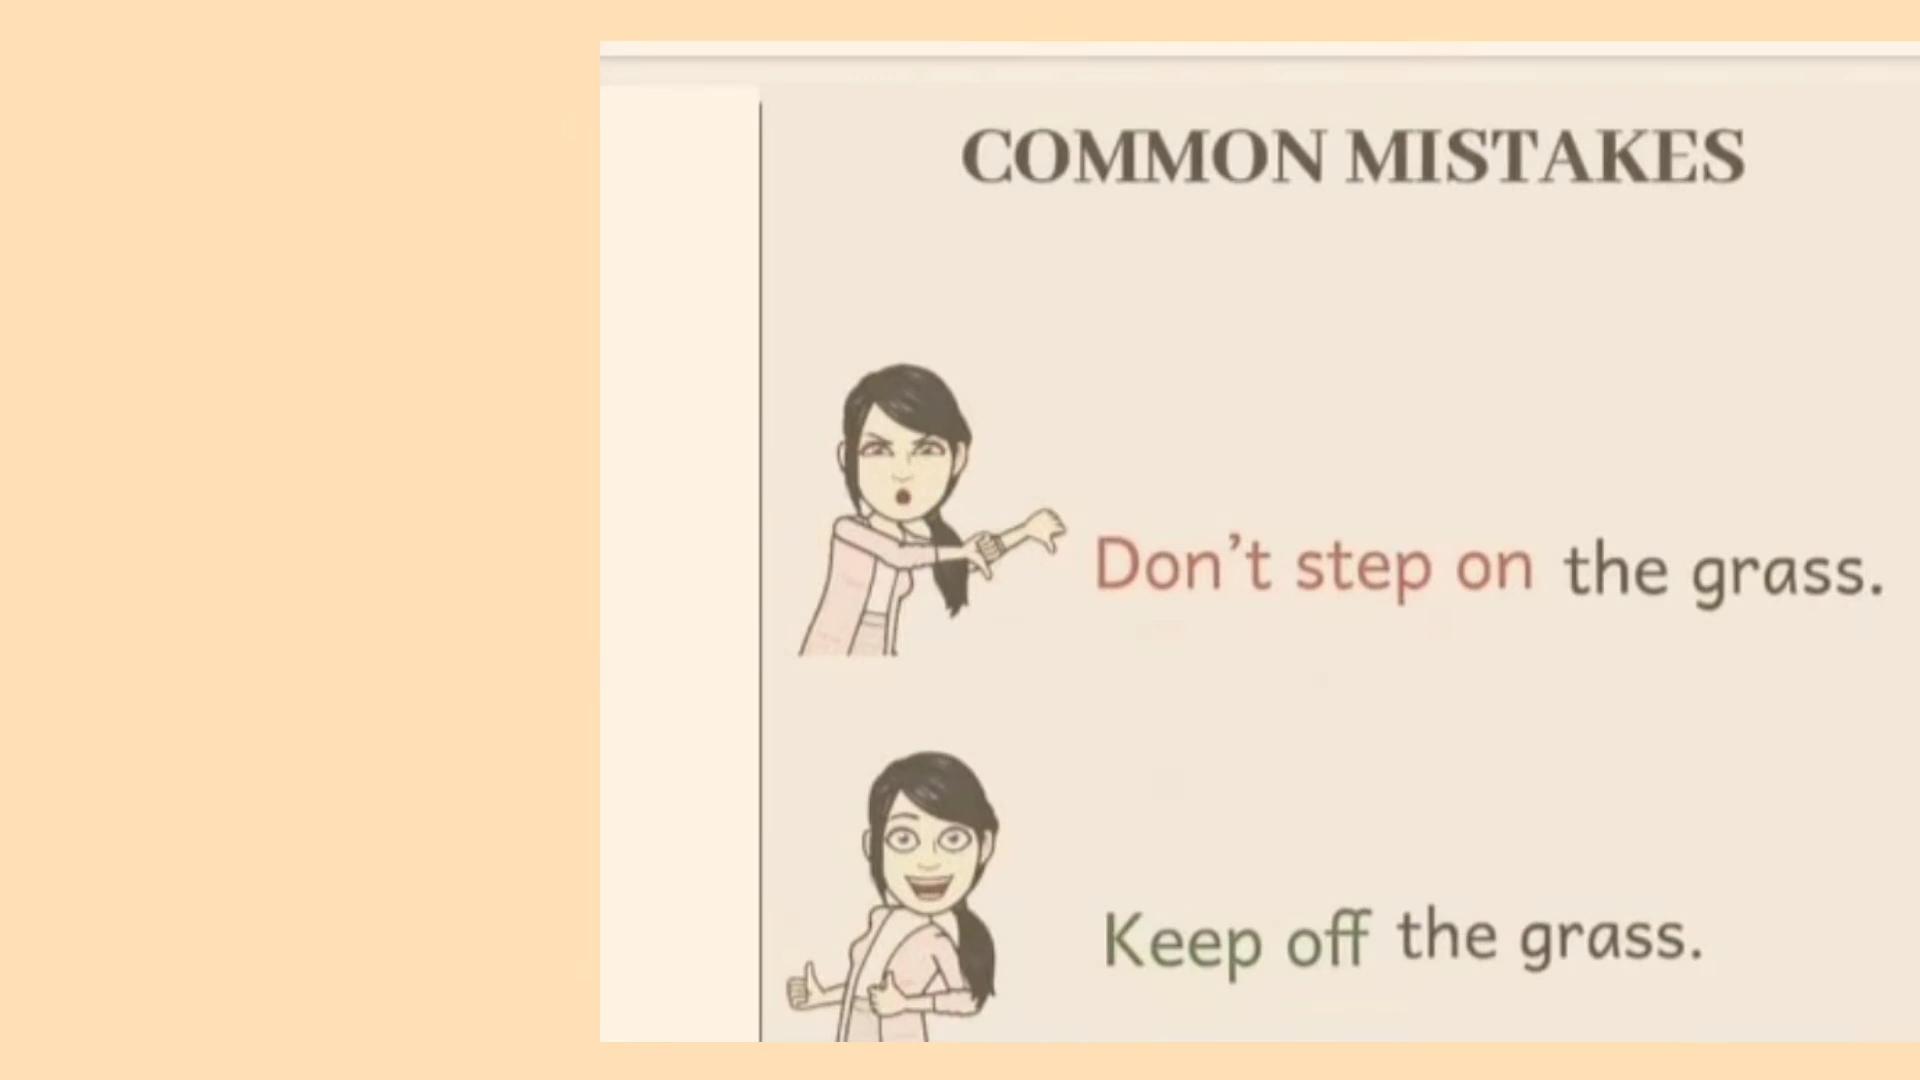 COMMON MISTAKES
Don't step on the grass.
Keep off the grass.